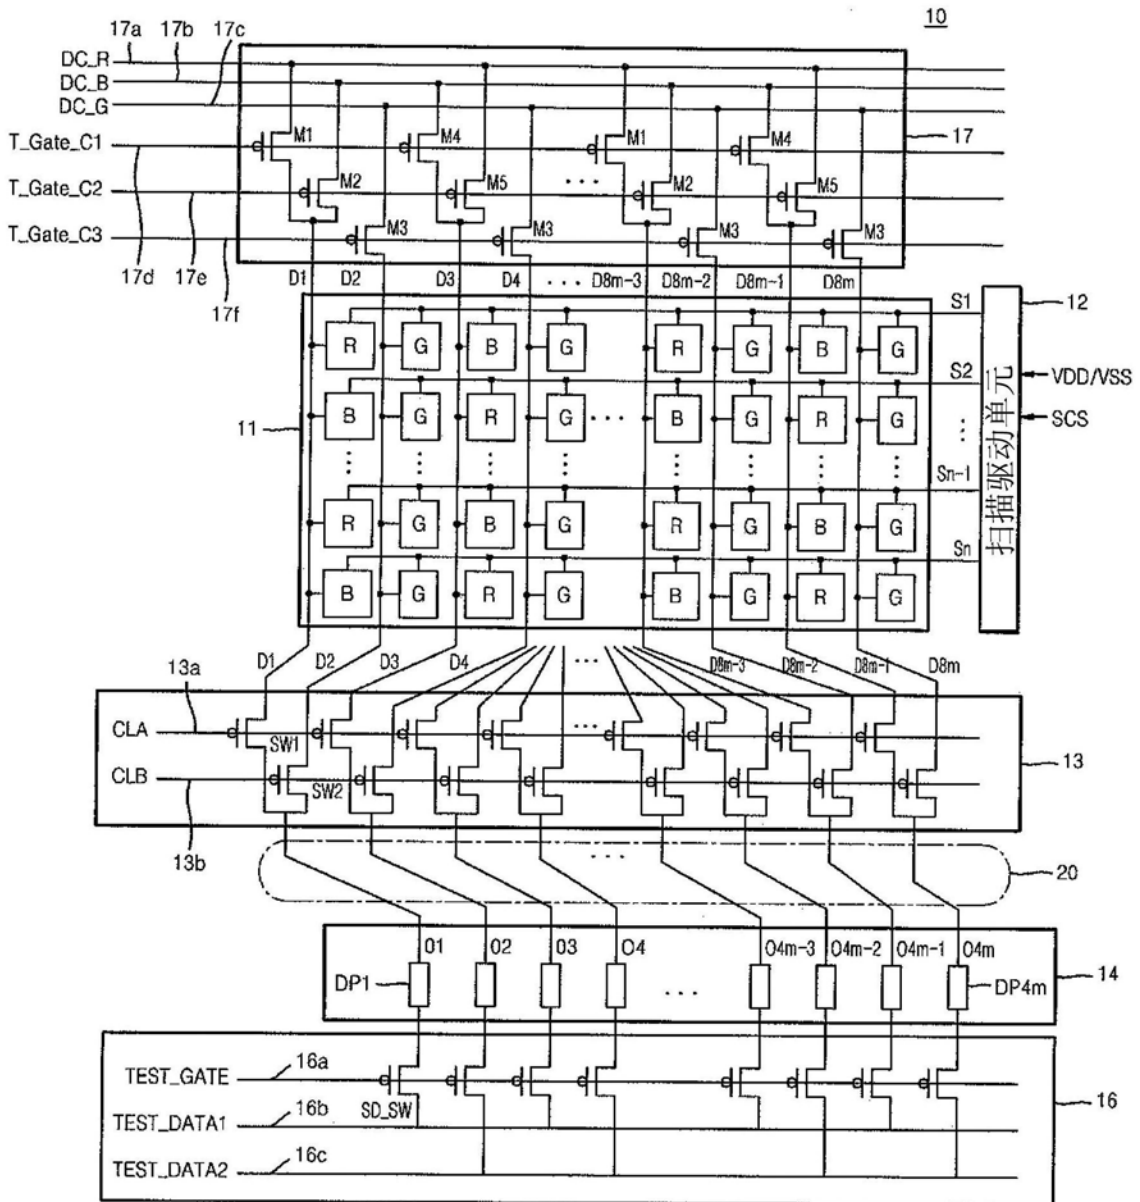 10
17a 17b 17c
DC_R
DC_B
DC_G
T_Gate_C1
T_Gate_C2
T_Gate_C3
17d 17e 17f
M1 M4 M1 M4
17
M2 M5 ... M2 M5
M3 M3 M3 M3
D1 D2 D3 D4 ... D8m-3 D8m-2 D8m-1 D8m
S1
12
R G B G R G B G
S2
VDD/VSS
11
B G R G ... B G R G
SCS
扫描驱动单元
Sn-1
R G B G R G B G
Sn
B G R G B G R G
D1 D2 D3 D4 ... D8m-3 D8m-2 D8m-1 D8m
13a
CLA
SW1
...
CLB
SW2
13
13b
...
20
O1 O2 O3 O4 O4m-3 O4m-2 O4m-1 O4m
DP1 ... DP4m
14
TEST_GATE 16a
SD_SW
TEST_DATA1 16b
16
TEST_DATA2 16c